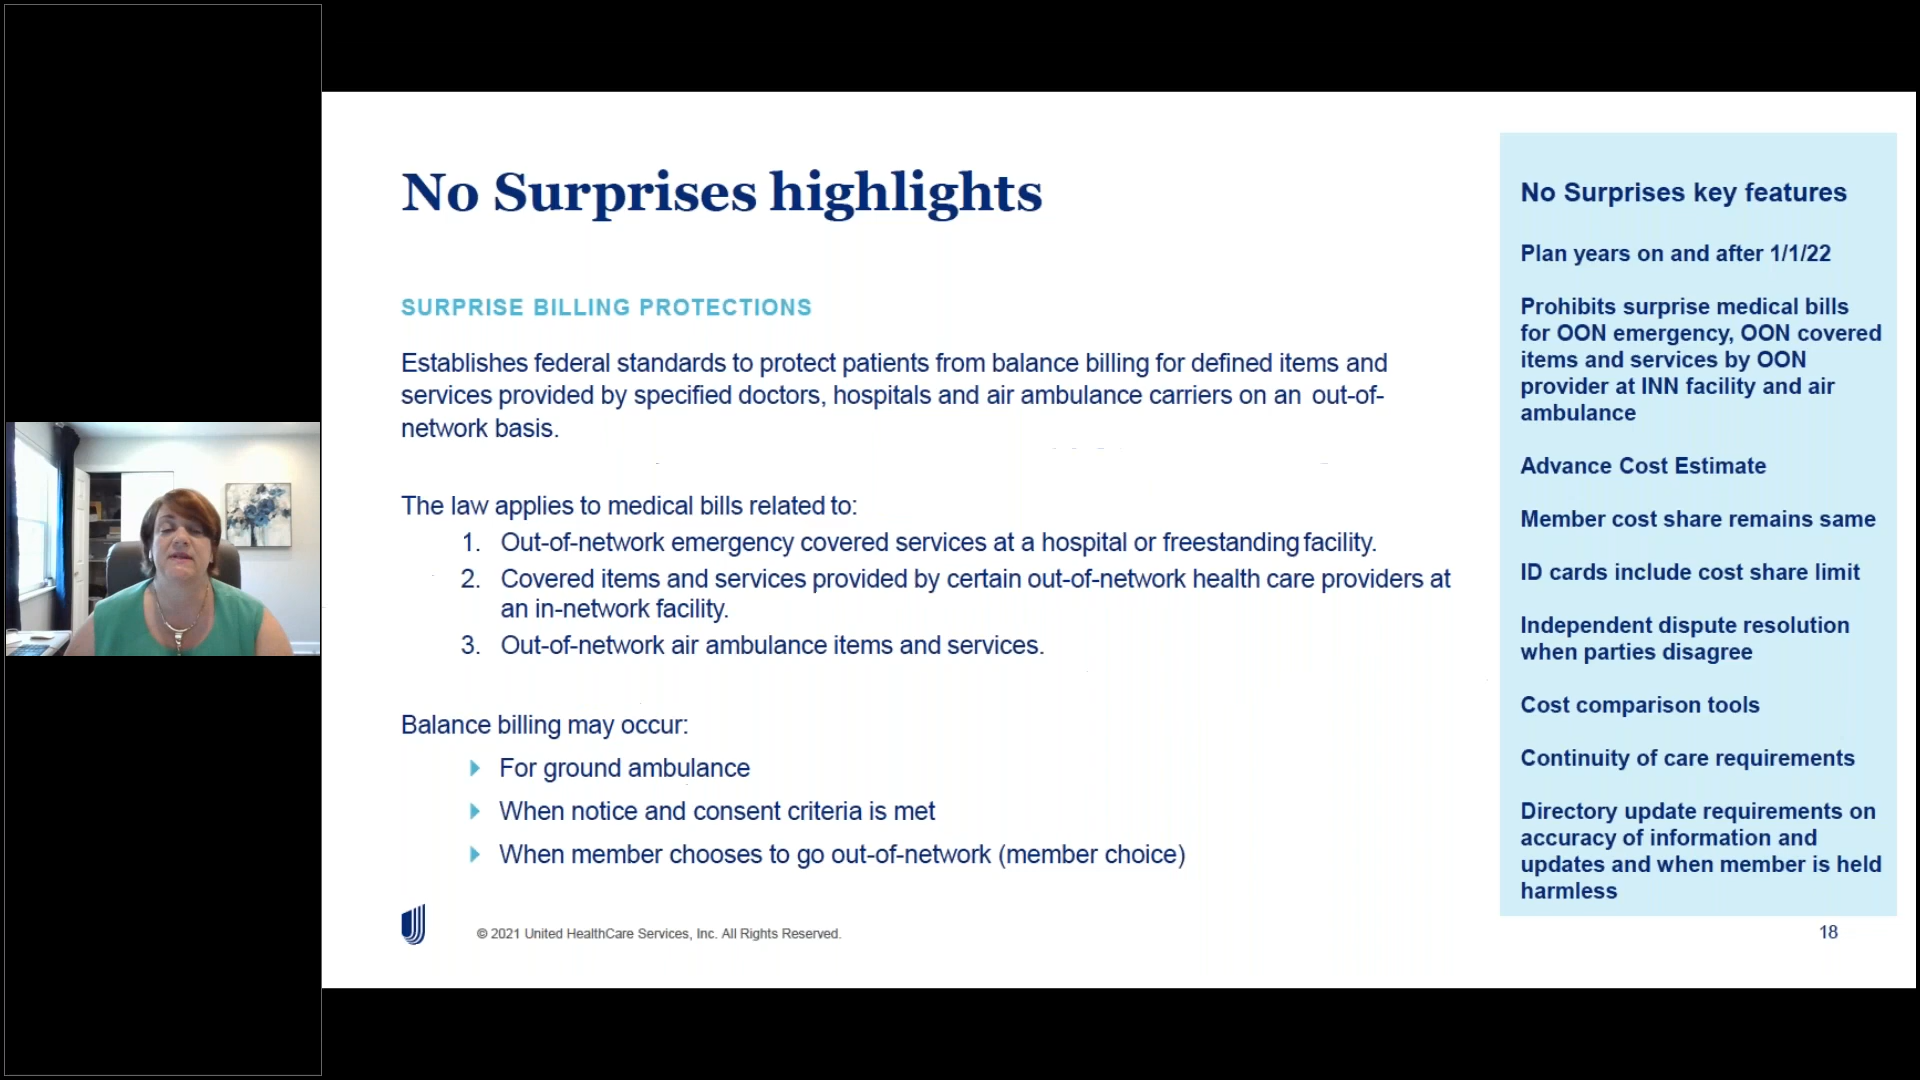 No Surprises highlights
SURPRISE BILLING PROTECTIONS
Establishes federal standards to protect patients from balance billing for defined items and
services provided by specified doctors, hospitals and air ambulance carriers on an out-of-
network basis.
The law applies to medical bills related to:
1. Out-of-network emergency covered services at a hospital or freestanding facility.
2. Covered items and services provided by certain out-of-network health care providers at
an in-network facility.
3. Out-of-network air ambulance items and services.
Balance billing may occur:
For ground ambulance
When notice and consent criteria is met
When member chooses to go out-of-network (member choice)
© 2021 United HealthCare Services, Inc. All Rights Reserved.
No Surprises key features
Plan years on and after 1/1/22
Prohibits surprise medical bills
for OON emergency, OON covered
items and services by OON
provider at INN facility and air
ambulance
Advance Cost Estimate
Member cost share remains same
ID cards include cost share limit
Independent dispute resolution
when parties disagree
Cost comparison tools
Continuity of care requirements
Directory update requirements on
accuracy of information and
updates and when member is held
harmless
18